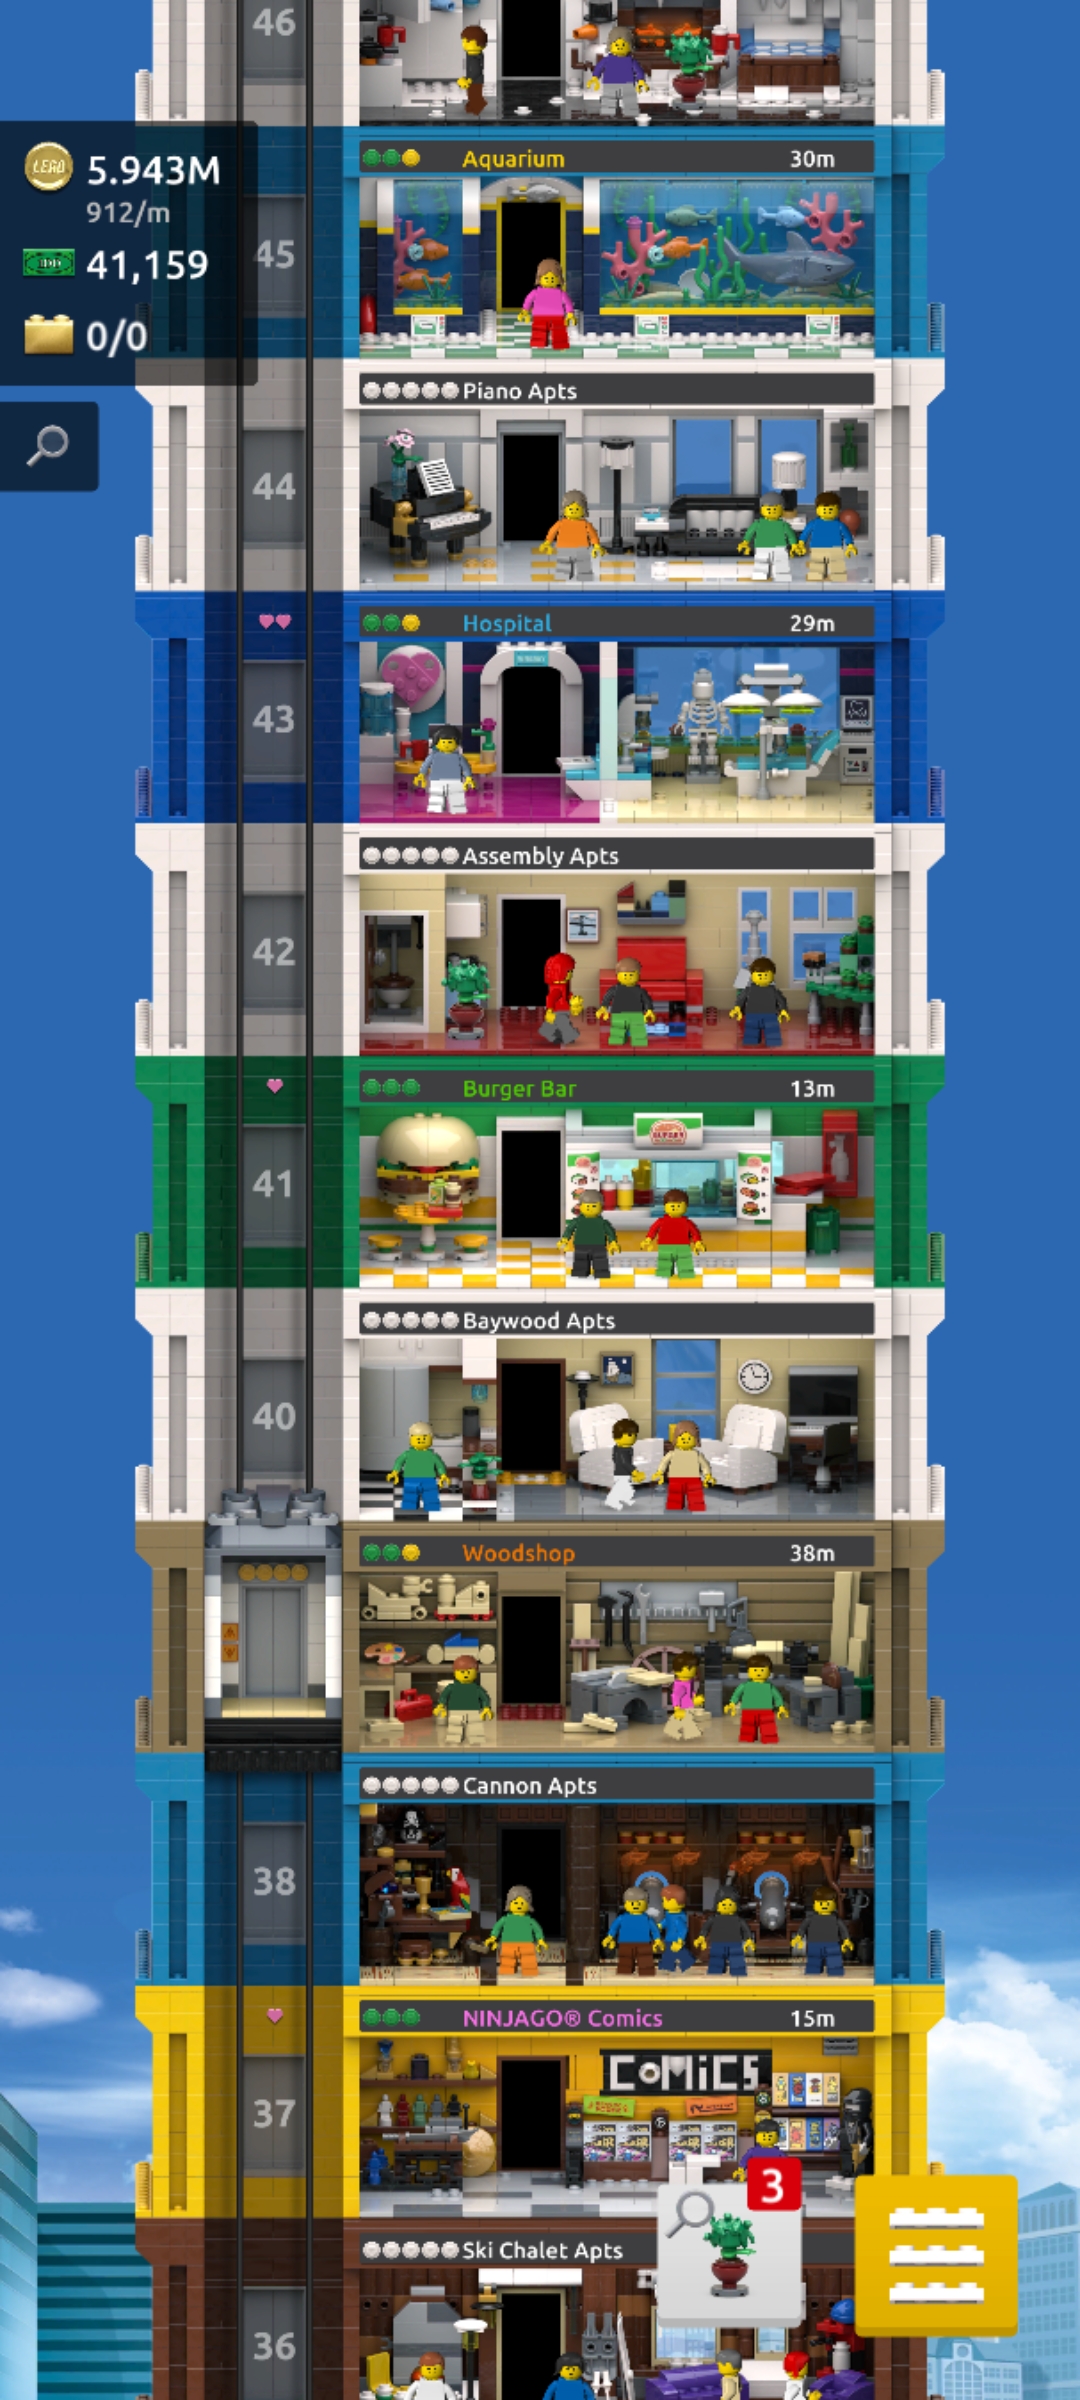 46
LEGO
5.943M
912/m
41,159
0/0
Aquarium 30m
45
Piano Apts
44
Hospital 29m
43
Assembly Apts
42
Burger Bar 13m
41
Baywood Apts
40
Woodshop 38m
Cannon Apts
38
NINJAGO® Comics 15m
COMiCS
37
3
Ski Chalet Apts
36